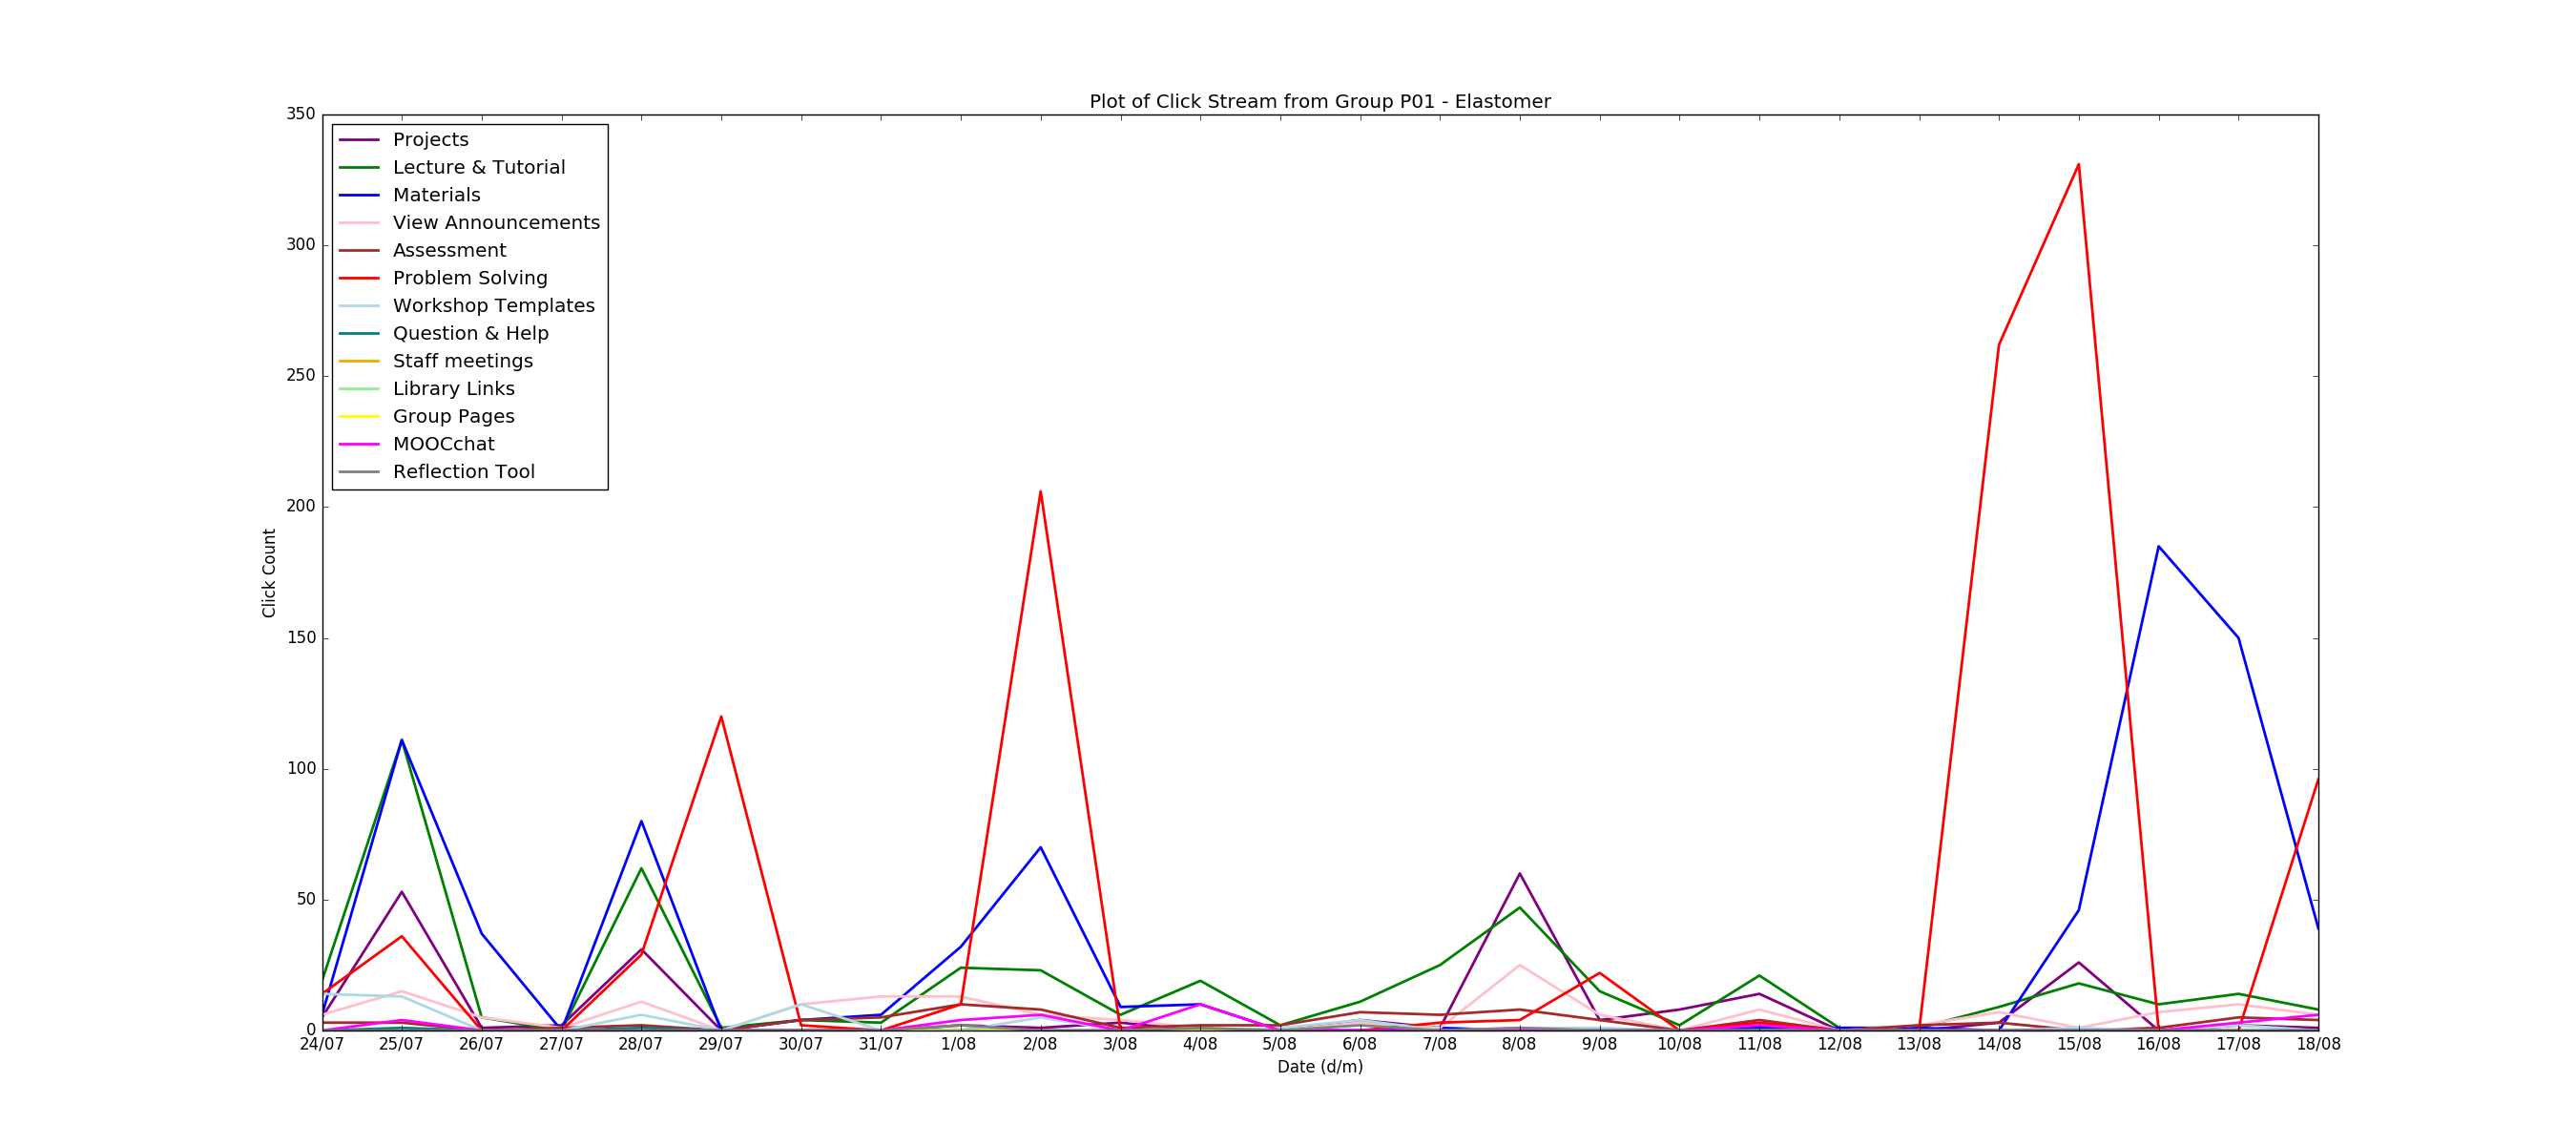 Plot of Click Stream from Group P01 - Elastomer
350
300
250
200
150
100
50
0
Click Count
Projects
Lecture & Tutorial
Materials
View Announcements
Assessment
Problem Solving
Workshop Templates
Question & Help
Staff meetings
Library Links
Group Pages
MOOCchat
Reflection Tool
24/07 25/07 26/07 27/07 28/07 29/07 30/07 31/07 1/08 2/08 3/08 4/08 5/08 6/08 7/08 8/08 9/08 10/08 11/08 12/08 13/08 14/08 15/08 16/08 17/08 18/08
Date (d/m)